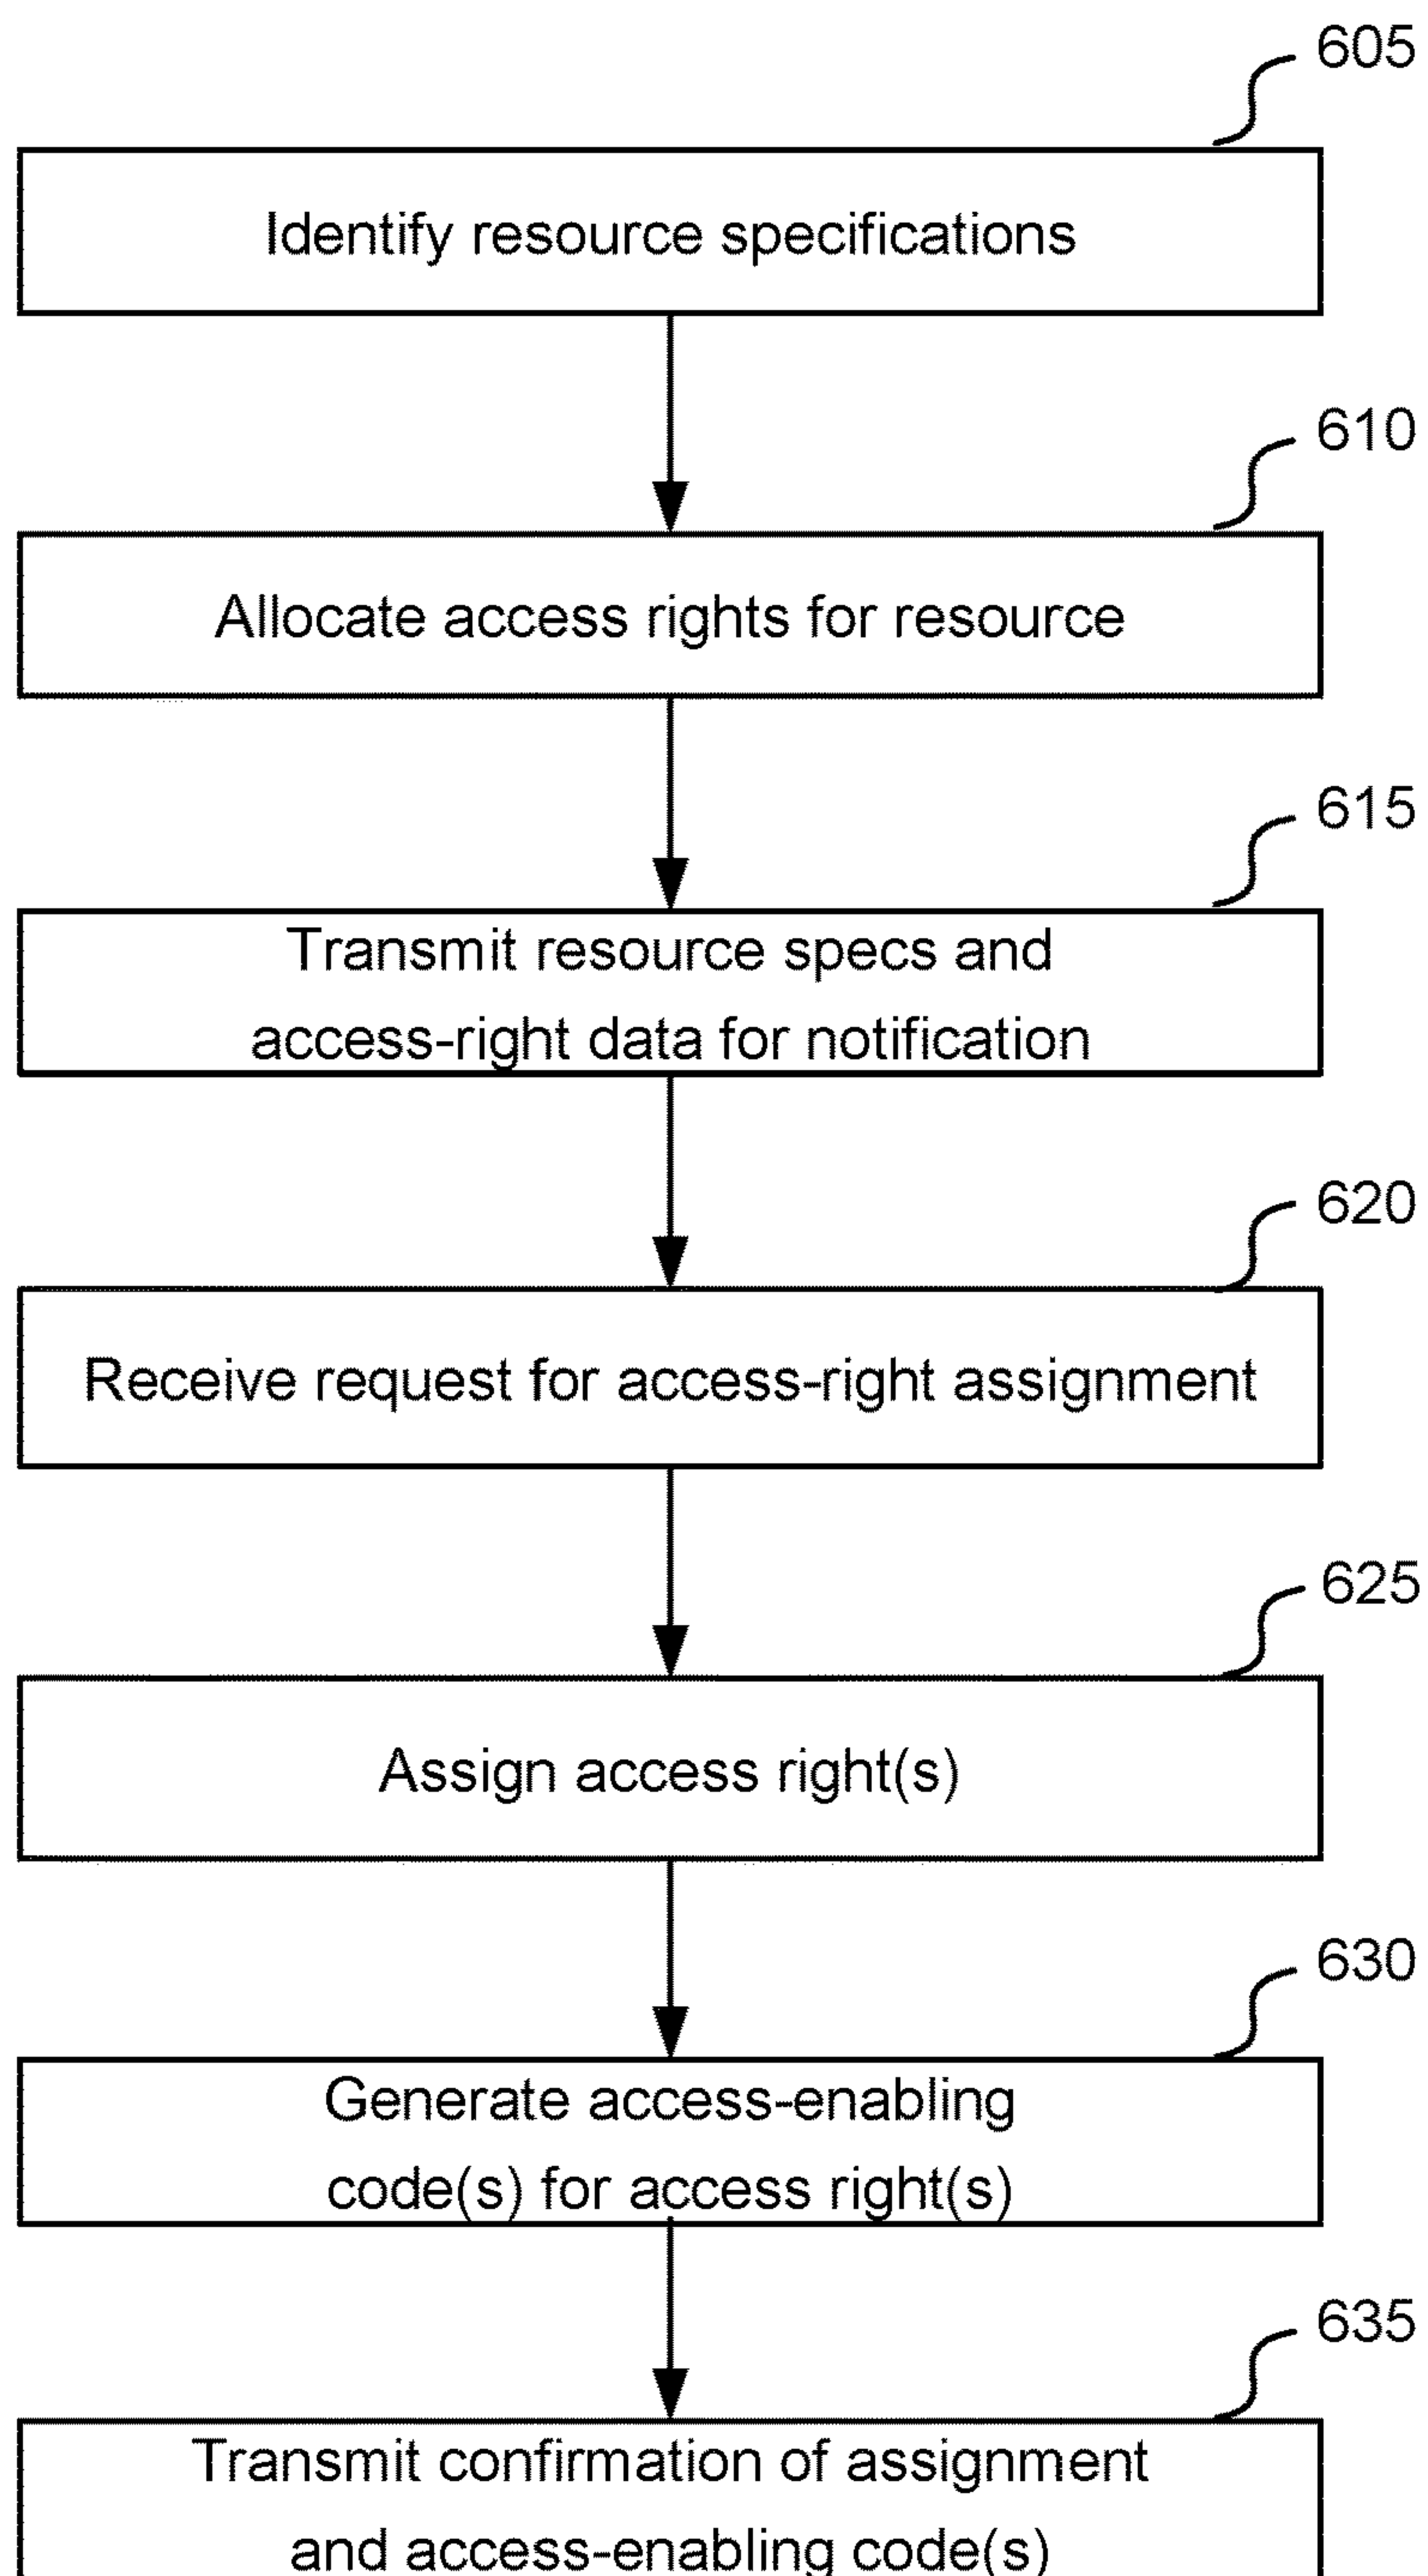 605
Identify resource specifications
610
Allocate access rights for resource
615
Transmit resource specs and
access-right data for notification
620
Receive request for access-right assignment
625
Assign access right(s)
630
Generate access-enabling
code(s) for access right(s)
635
Transmit confirmation of assignment
and access-enabling code(s)